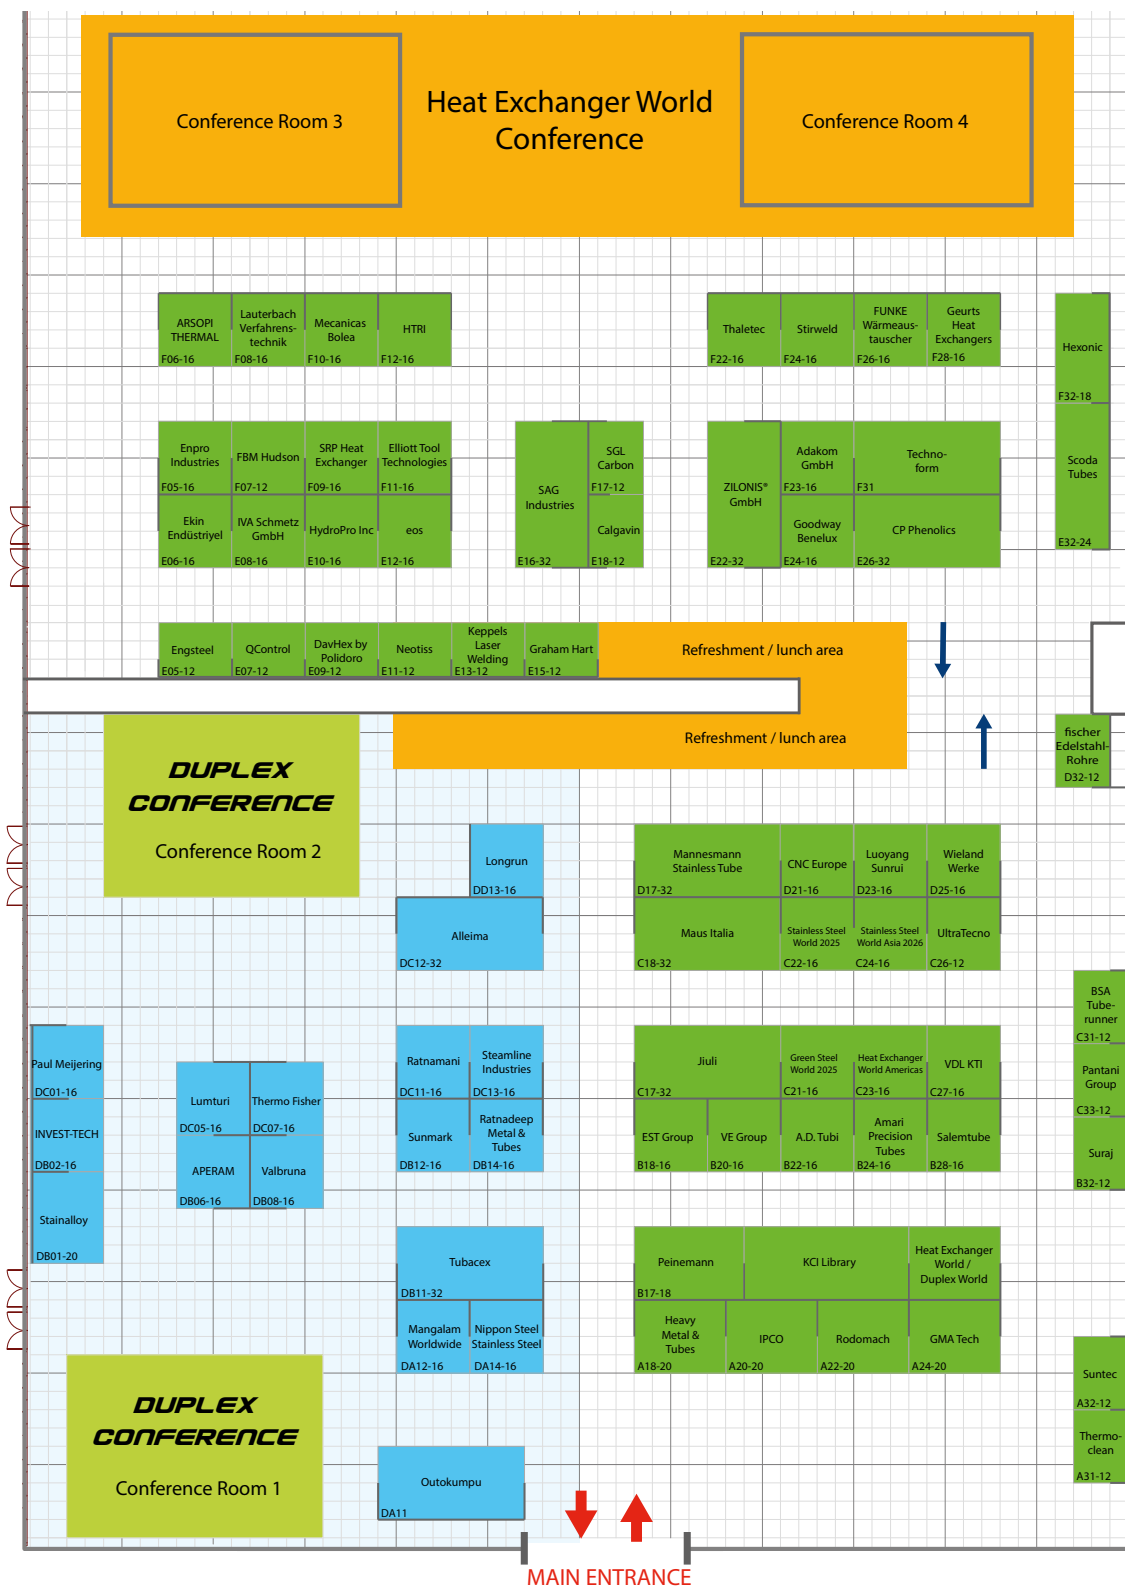 Conference Room 3
Heat Exchanger World
Conference
Conference Room 4
ARSOPI
THERMAL
F06-16
Lauterbach
Verfahrens-
technik
F08-16
Mecanicas
Bolea
F10-16
HTRI
F12-16
Thaletec
F22-16
Stirweld
F24-16
FUNKE
Wärmeaus-
tauscher
F26-16
Geurts
Heat
Exchangers
F28-16
Hexonic
F32-18
Enpro
Industries
F05-16
FBM Hudson
F07-12
SRP Heat
Exchanger
F09-16
Elliott Tool
Technologies
F11-16
SAG
Industries
E16-32
SGL
Carbon
F17-12
ZILONIS®
GmbH
E22-32
Adakom
GmbH
F23-16
Techno-
form
F31
Scoda
Tubes
E32-24
Ekin
Endüstriyel
E06-16
IVA Schmetz
GmbH
E08-16
HydroPro Inc
E10-16
eos
E12-16
Calgavin
E18-12
Goodway
Benelux
E24-16
CP Phenolics
E26-32
Engsteel
E05-12
QControl
E07-12
DavHex by
Polidoro
E09-12
Neotiss
E11-12
Keppels
Laser
Welding
E13-12
Graham Hart
E15-12
Refreshment / lunch area
Refreshment / lunch area
fischer
Edelstahl-
Rohre
D32-12
DUPLEX
CONFERENCE
Conference Room 2
Longrun
DD13-16
Alleima
DC12-32
Mannesmann
Stainless Tube
D17-32
CNC Europe
D21-16
Luoyang
Sunrui
D23-16
Wieland
Werke
D25-16
Maus Italia
C18-32
Stainless Steel
World 2025
C22-16
Stainless Steel
World Asia 2026
C24-16
UltraTecno
C26-12
BSA
Tube-
runner
C31-12
Pantani
Group
C33-12
Suraj
B32-12
Paul Meijering
DC01-16
INVEST-TECH
DB02-16
Stainalloy
DB01-20
Lumturi
DC05-16
Thermo Fisher
DC07-16
APERAM
DB06-16
Valbruna
DB08-16
Ratnamani
DC11-16
Steamline
Industries
DC13-16
Sunmark
DB12-16
Ratnadeep
Metal &
Tubes
DB14-16
Jiuli
C17-32
Green Steel
World 2025
C21-16
Heat Exchanger
World Americas
C23-16
VDL KTI
C27-16
EST Group
B18-16
VE Group
B20-16
A.D. Tubi
B22-16
Amari
Precision
Tubes
B24-16
Salemtube
B28-16
Tubacex
DB11-32
Mangalam
Worldwide
DA12-16
Nippon Steel
Stainless Steel
DA14-16
Peinemann
B17-18
KCI Library
Heat Exchanger
World /
Duplex World
Heavy
Metal &
Tubes
A18-20
IPCO
A20-20
Rodomach
A22-20
GMA Tech
A24-20
Suntec
A32-12
Thermo-
clean
A31-12
DUPLEX
CONFERENCE
Conference Room 1
Outokumpu
DA11
MAIN ENTRANCE